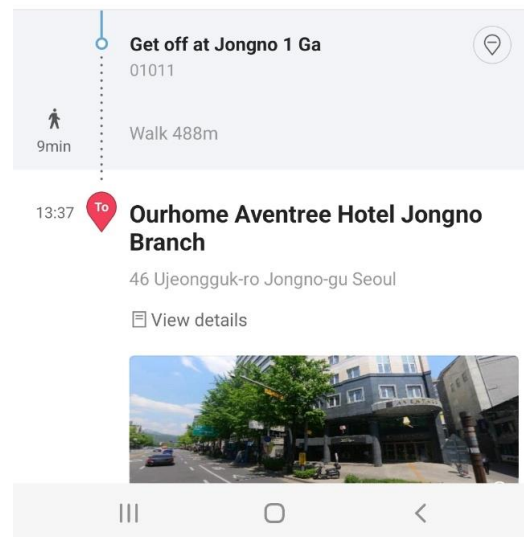 Get off at Jongno 1 Ga
01011
9min
Walk 488m
13:37
To
Ourhome Aventree Hotel Jongno
Branch
46 Ujeongguk-ro Jongno-gu Seoul
View details